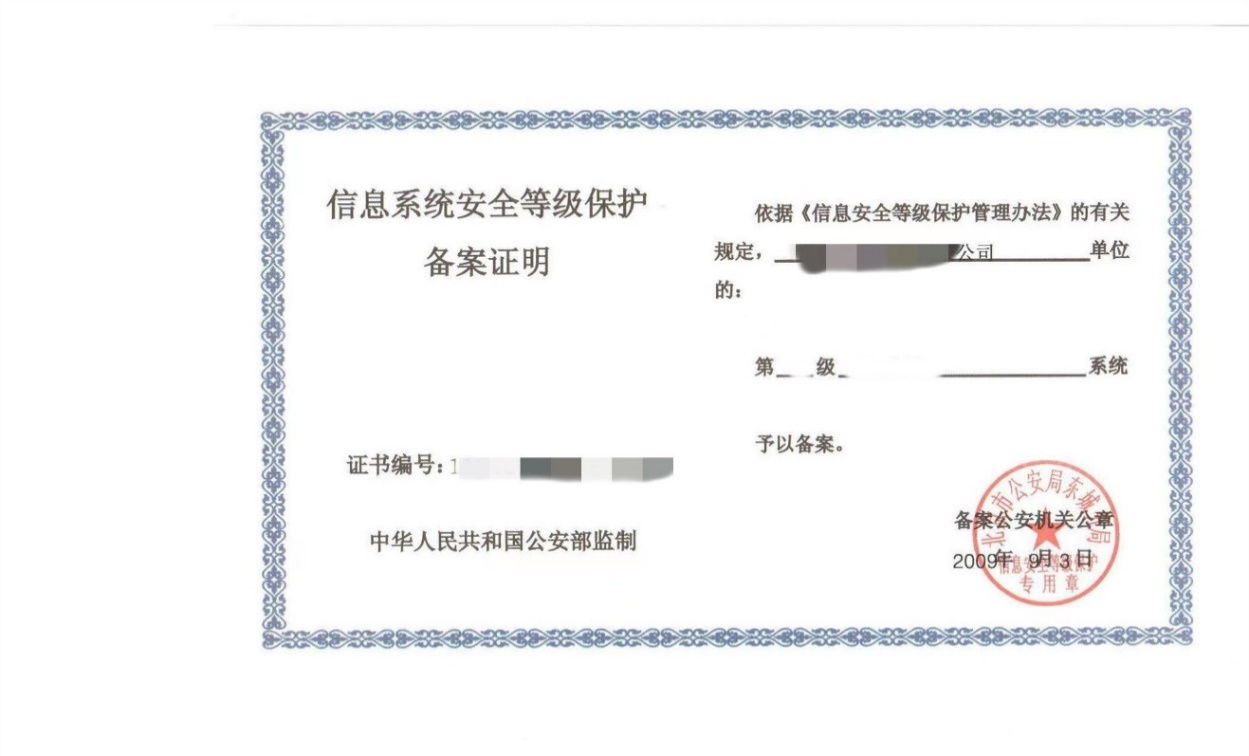 信息系统安全等级保护
备案证明
证书编号：1
中华人民共和国公安部监制
依据《信息安全等级保护管理办法》的有关
规定，公司单位
的：
第 级 系统
予以备案。
备案公安机关公章
2009年 9月3日
北京市公安局东城分局
信息安全等级保护
专用章